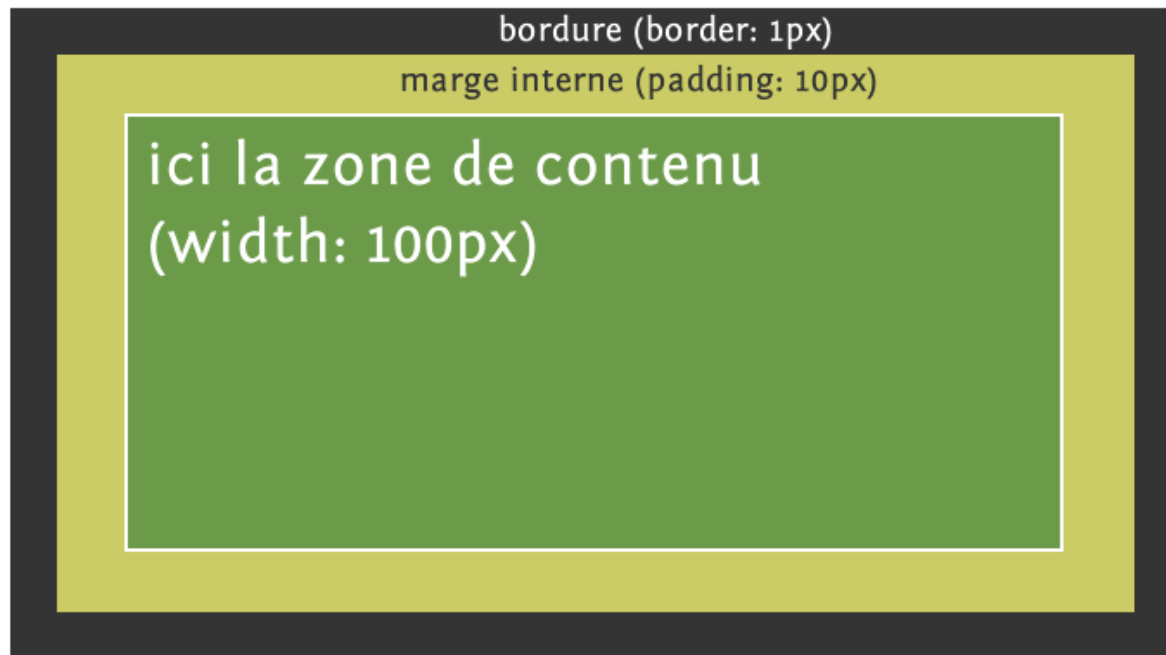 bordure (border: 1px)
marge interne (padding: 10px)
ici la zone de contenu
(width: 100px)